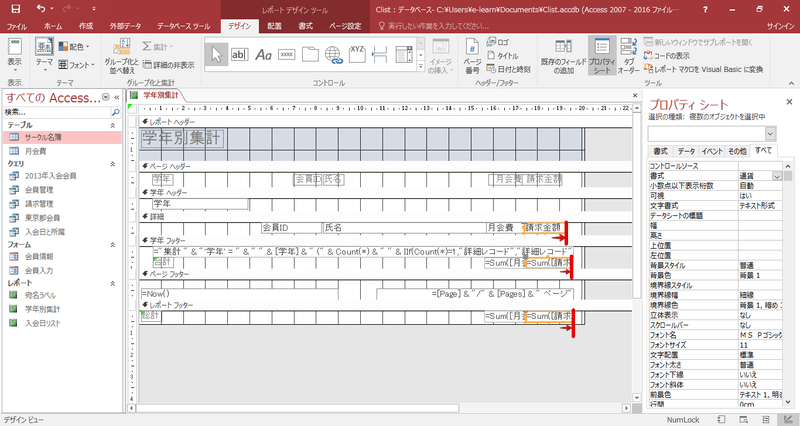 レポート デザイン ツール
Clist : データベース- C:¥Users¥e-learn¥Documents¥Clist.accdb (Access 2007 - 2016 ファイル...
ファイル ホーム 作成 外部データ データベース ツール デザイン 配置 書式 ページ設定 実行したい作業を入力してください サインイン
表示
テーマ
配色
フォント
グループ化と並べ替え
集計
詳細の非表示
Aa
xxxx
イメージの挿入
ページ番号
ロゴ
タイトル
日付と時刻
既存のフィールドの追加
プロパティ シート
タブ オーダー
新しいウィンドウでサブレポートを開く
コードの表示
レポート マクロを Visual Basic に変換
表示 テーマ グループ化と集計 コントロール ヘッダー/フッター ツール
すべての Access...
検索...
テーブル
サークル名簿
月会費
クエリ
2013年入会会員
会員管理
請求管理
東京都会員
入会日と所属
フォーム
会員情報
会員入力
レポート
宛名ラベル
学年別集計
入会日リスト
学年別集計
レポート ヘッダー
学年別集計
ページ ヘッダー
学年 会員ID 氏名 月会費 請求金額
学年 ヘッダー
学年
詳細
会員ID 氏名 月会費 請求金額
学年 フッター
="集計 " & "'学年' = " & " " & [学年] & " (" & Count(*) & " " & IIf(Count(*)=1,"詳細レコード","詳細レコード"
合計 =Sum([月会 =Sum([請求
ページ フッター
=Now() =[Page] & "/" & [Pages] & " ページ"
レポート フッター
総計 =Sum([月会 =Sum([請求
プロパティ シート
選択の種類: 複数のオブジェクトを選択中
書式 データ イベント その他 すべて
コントロールソース
書式 通貨
小数点以下表示桁数 自動
可視 はい
文字書式 テキスト形式
データシートの標題
幅
高さ
上位置
左位置
背景スタイル 普通
背景色 背景 1
境界線スタイル
境界線幅 細線
境界線色 背景 1, 暗め
立体表示 なし
スクロールバー なし
フォント名 ＭＳ Ｐゴシック
フォントサイズ 11
文字配置 標準
フォント太さ 普通
フォント下線 いいえ
フォント斜体 いいえ
前景色 テキスト 1, 明る
行間 0cm
デザイン ビュー NumLock